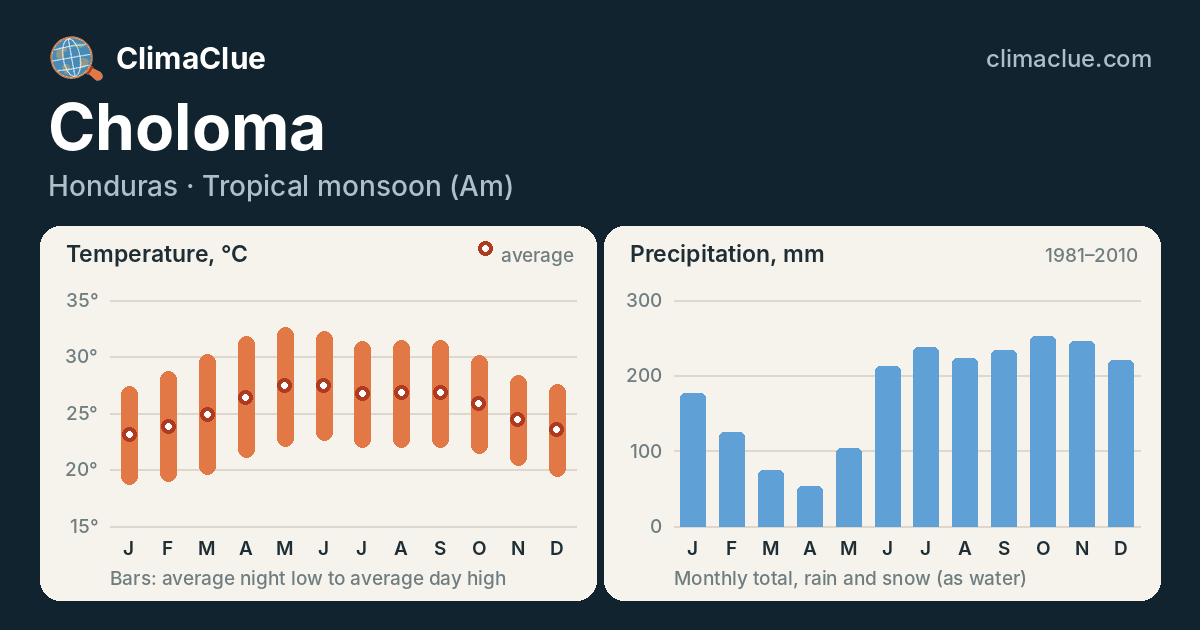 ClimaClue
climaclue.com
Choloma
Honduras · Tropical monsoon (Am)
Temperature, °C
average
35°
30°
25°
20°
15°
J F M A M J J A S O N D
Bars: average night low to average day high
Precipitation, mm
1981–2010
300
200
100
0
J F M A M J J A S O N D
Monthly total, rain and snow (as water)